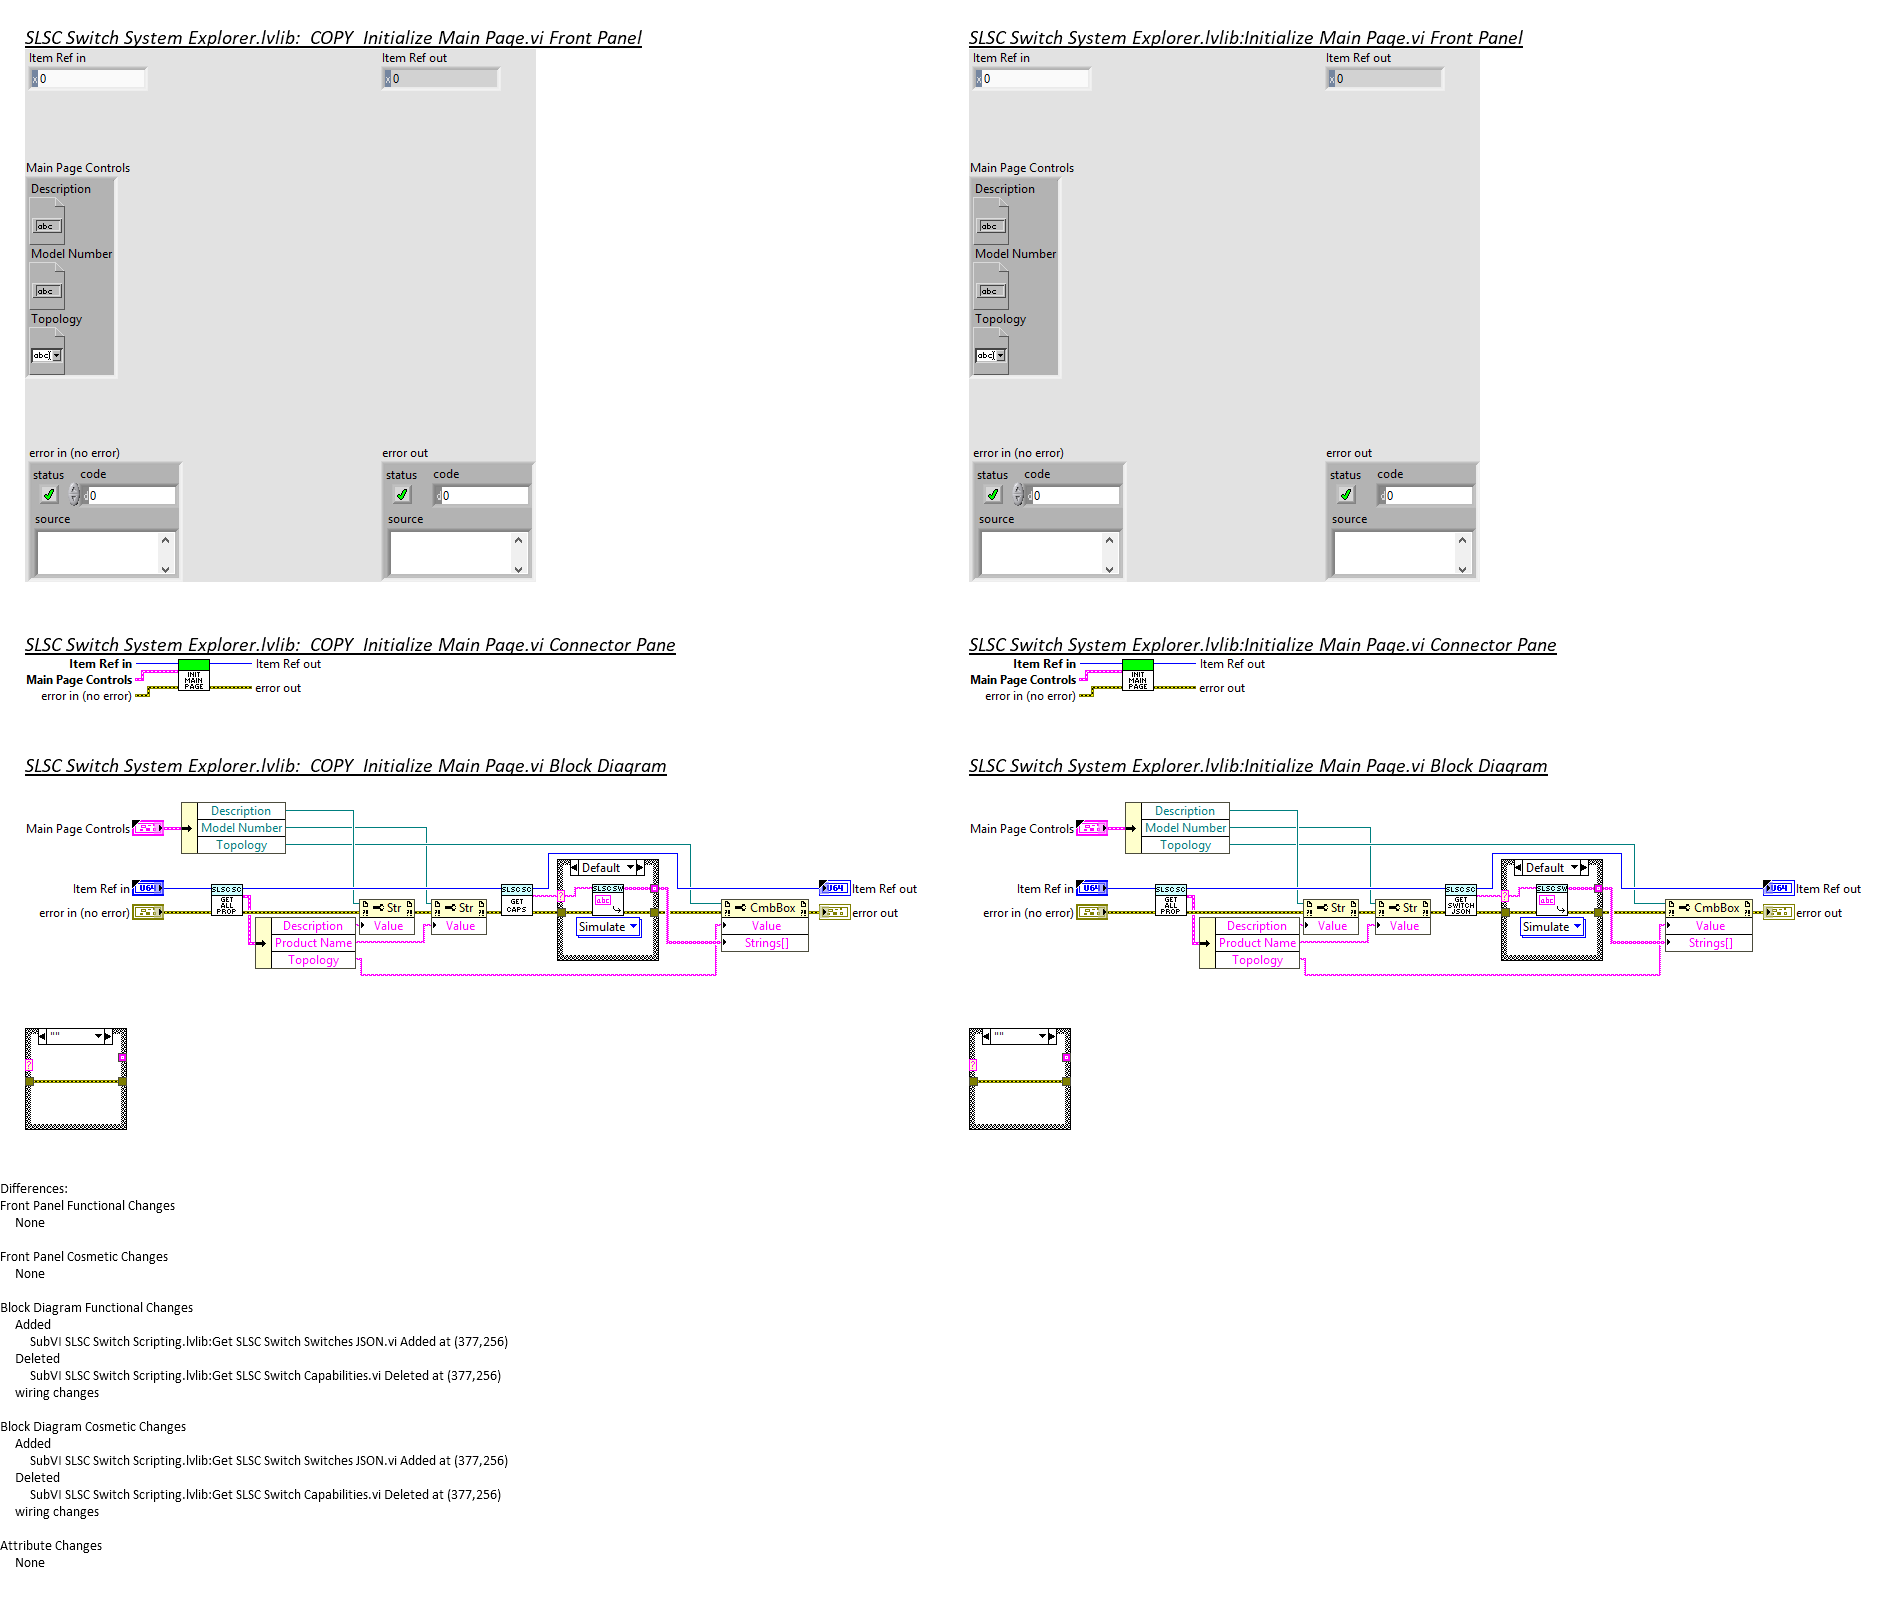 SLSC Switch System Explorer.lvlib:  COPY  Initialize Main Page.vi Front Panel
Item Ref in
Item Ref out
x 0
x 0
Main Page Controls
Description
abc
Model Number
abc
Topology
abc
error in (no error)
error out
status code
status code
d 0
d 0
source
source
SLSC Switch System Explorer.lvlib:Initialize Main Page.vi Front Panel
Item Ref in
Item Ref out
x 0
x 0
Main Page Controls
Description
abc
Model Number
abc
Topology
abc
error in (no error)
error out
status code
status code
d 0
d 0
source
source
SLSC Switch System Explorer.lvlib:  COPY  Initialize Main Page.vi Connector Pane
Item Ref in
Item Ref out
Main Page Controls
INIT
MAIN
PAGE
error in (no error)
error out
SLSC Switch System Explorer.lvlib:Initialize Main Page.vi Connector Pane
Item Ref in
Item Ref out
Main Page Controls
INIT
MAIN
PAGE
error in (no error)
error out
SLSC Switch System Explorer.lvlib:  COPY  Initialize Main Page.vi Block Diagram
Main Page Controls
Description
Model Number
Topology
Default
Item Ref in
U64
SLSC SC
GET
ALL
PROP
SLSC SC
GET
CAPS
SLSC SW
abc
Simulate
U64
Item Ref out
error in (no error)
Str
Value
Str
Value
CmbBox
Value
Strings[]
error out
Description
Product Name
Topology
""
SLSC Switch System Explorer.lvlib:Initialize Main Page.vi Block Diagram
Main Page Controls
Description
Model Number
Topology
Default
Item Ref in
U64
SLSC SC
GET
ALL
PROP
SLSC SC
GET
SWITCH
JSON
SLSC SW
abc
Simulate
U64
Item Ref out
error in (no error)
Str
Value
Str
Value
CmbBox
Value
Strings[]
error out
Description
Product Name
Topology
""
Differences:
Front Panel Functional Changes
None
Front Panel Cosmetic Changes
None
Block Diagram Functional Changes
Added
SubVI SLSC Switch Scripting.lvlib:Get SLSC Switch Switches JSON.vi Added at (377,256)
Deleted
SubVI SLSC Switch Scripting.lvlib:Get SLSC Switch Capabilities.vi Deleted at (377,256)
wiring changes
Block Diagram Cosmetic Changes
Added
SubVI SLSC Switch Scripting.lvlib:Get SLSC Switch Switches JSON.vi Added at (377,256)
Deleted
SubVI SLSC Switch Scripting.lvlib:Get SLSC Switch Capabilities.vi Deleted at (377,256)
wiring changes
Attribute Changes
None